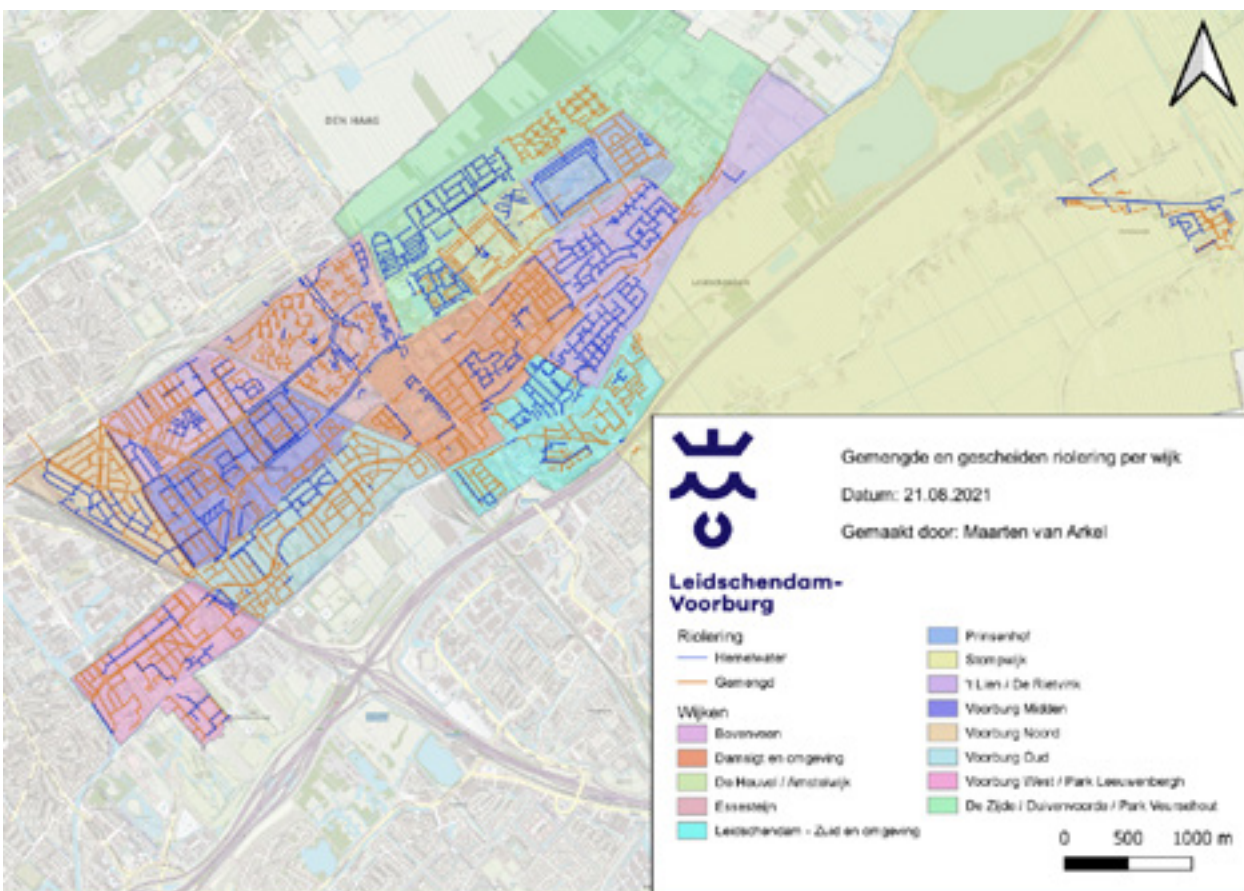 DEN HAAG
Leidschendam
Gemengde en gescheiden riolering per wijk
Datum: 21.08.2021
Gemaakt door: Maarten van Arkel
Leidschendam-
Voorburg
Riolering
Hemelwater
Gemengd
Wijken
Bovenveen
Damsigt en omgeving
De Heuvel / Amstelwijk
Essesteijn
Leidschendam - Zuid en omgeving
Prinsenhof
Stompwijk
't Lien / De Rietvink
Voorburg Midden
Voorburg Noord
Voorburg Oud
Voorburg West / Park Leeuwenbergh
De Zijde / Duivenvoorde / Park Veursehout
0 500 1000 m